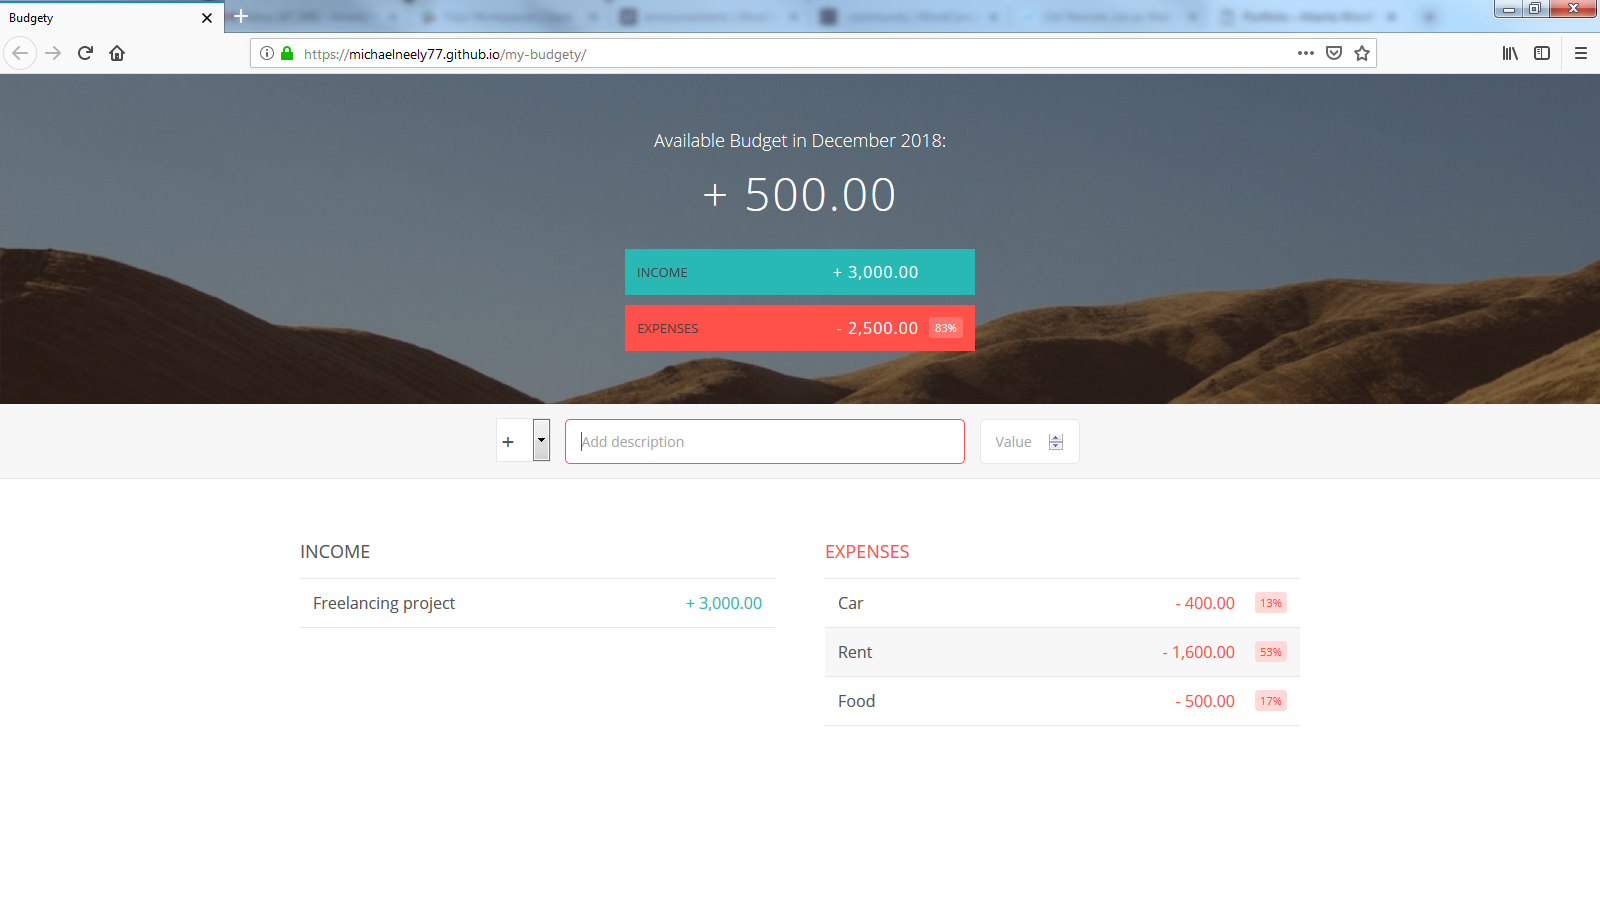 Budgety
https://michaelneely77.github.io/my-budgety/
Available Budget in December 2018:
+ 500.00
INCOME + 3,000.00
EXPENSES - 2,500.00 83%
+ Add description Value
INCOME
Freelancing project + 3,000.00
EXPENSES
Car - 400.00 13%
Rent - 1,600.00 53%
Food - 500.00 17%